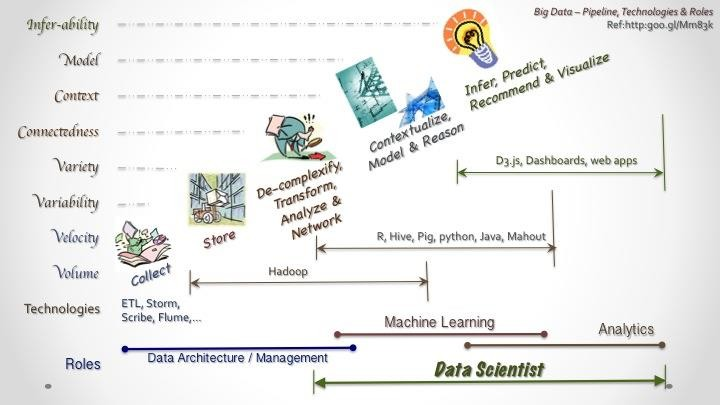 Big Data – Pipeline, Technologies & Roles
Ref:http:goo.gl/Mm83k
Infer-ability
Model
Context
Connectedness
Variety
Variability
Velocity
Volume
Infer, Predict,
Recommend & Visualize
Contextualize,
Model & Reason
De-complexify,
Transform,
Analyze &
Network
Store
Collect
D3.js, Dashboards, web apps
R, Hive, Pig, python, Java, Mahout
Hadoop
Technologies
ETL, Storm,
Scribe, Flume,...
Machine Learning
Analytics
Roles
Data Architecture / Management
Data Scientist